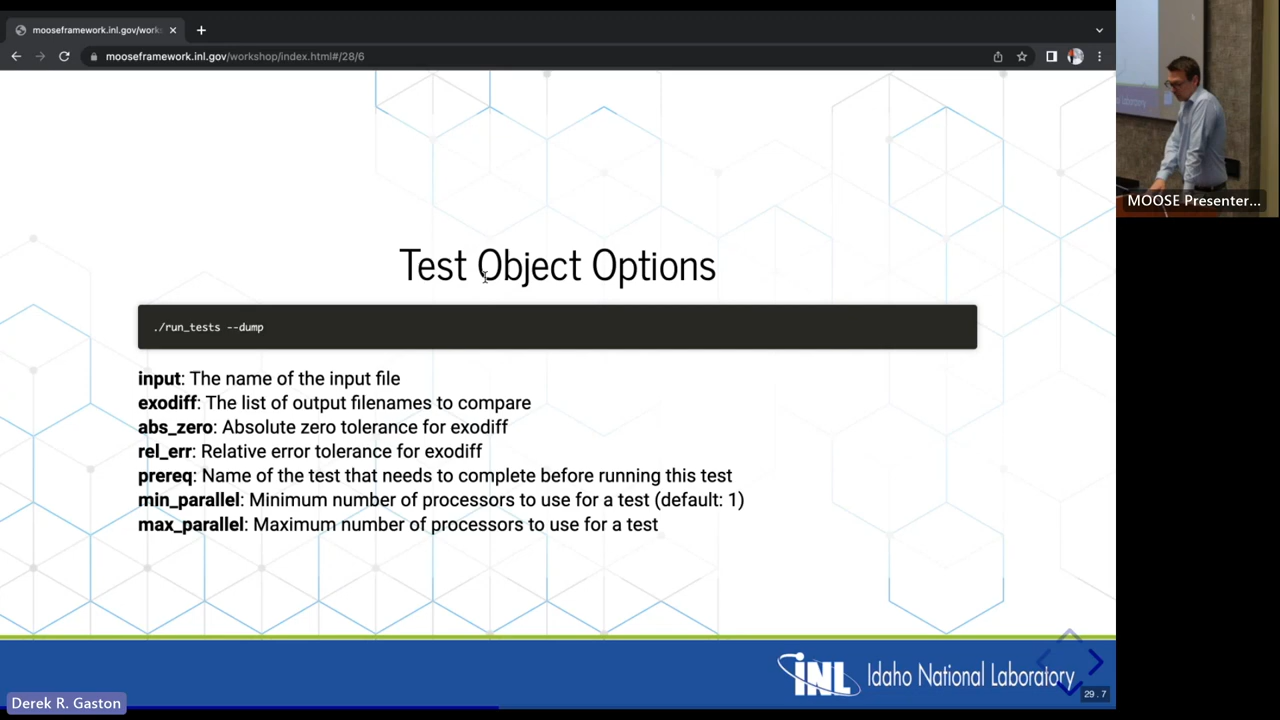 mooseframework.inl.gov/works
mooseframework.inl.gov/workshop/index.html#/28/6
MOOSE Presenter...
Test Object Options
./run_tests --dump
input: The name of the input file
exodiff: The list of output filenames to compare
abs_zero: Absolute zero tolerance for exodiff
rel_err: Relative error tolerance for exodiff
prereq: Name of the test that needs to complete before running this test
min_parallel: Minimum number of processors to use for a test (default: 1)
max_parallel: Maximum number of processors to use for a test
INL Idaho National Laboratory
29.7
Derek R. Gaston